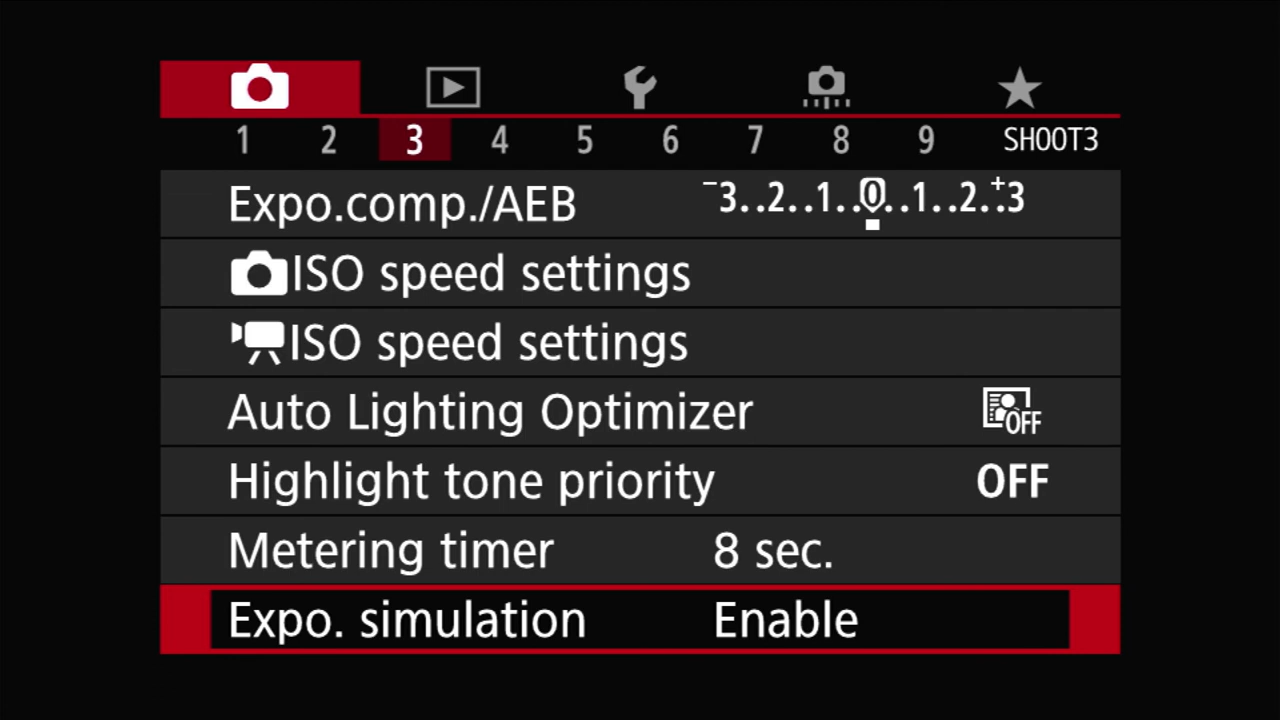 1 2 3 4 5 6 7 8 9 SHOOT3
Expo.comp./AEB -3..2..1..0..1..2..+3
ISO speed settings
ISO speed settings
Auto Lighting Optimizer OFF
Highlight tone priority OFF
Metering timer 8 sec.
Expo. simulation Enable